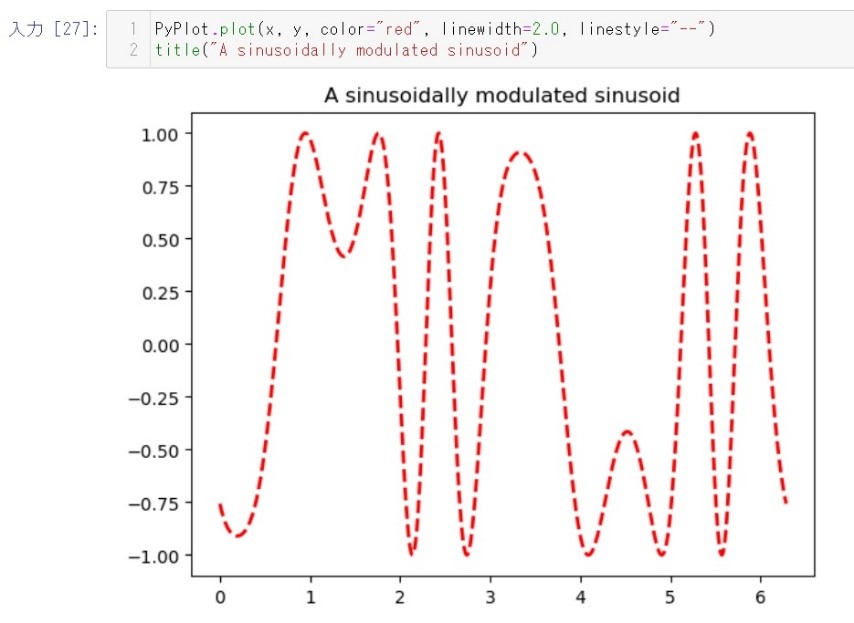 入力 [27]:
1 PyPlot.plot(x, y, color="red", linewidth=2.0, linestyle="--")
2 title("A sinusoidally modulated sinusoid")
A sinusoidally modulated sinusoid
1.00
0.75
0.50
0.25
0.00
−0.25
−0.50
−0.75
−1.00
0 1 2 3 4 5 6